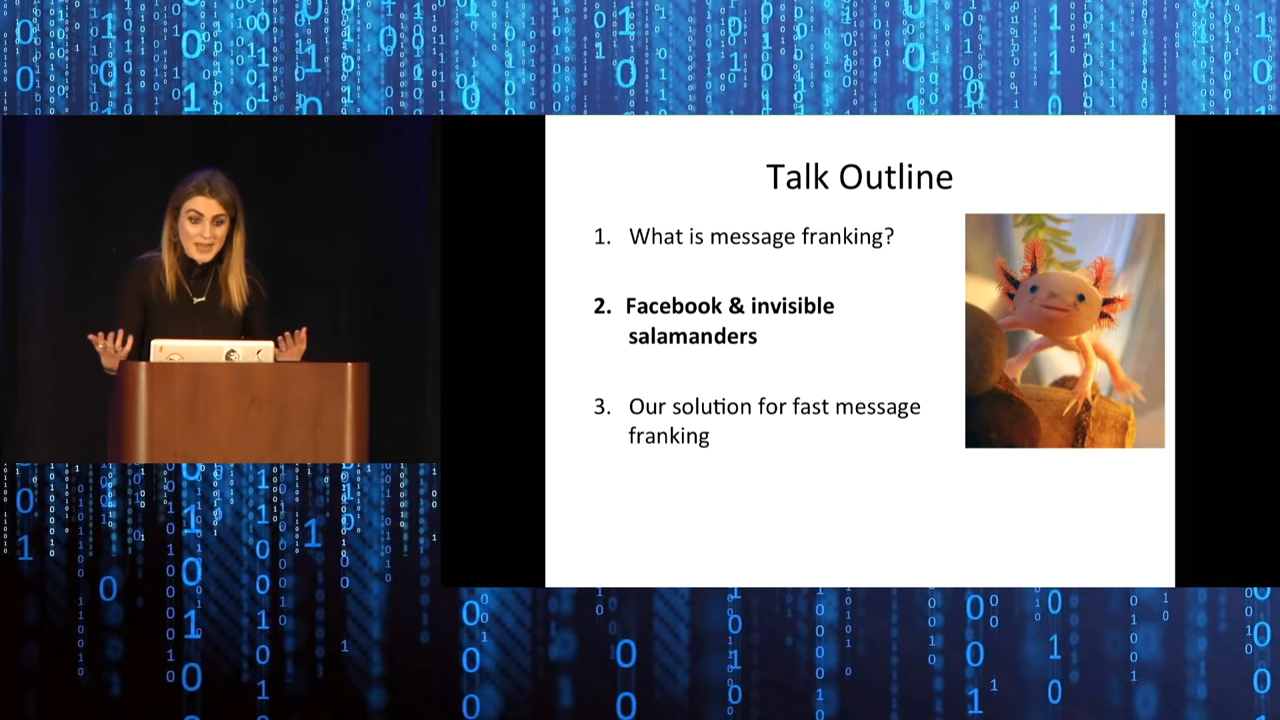 Talk Outline
1. What is message franking?
2. Facebook & invisible
salamanders
3. Our solution for fast message
franking